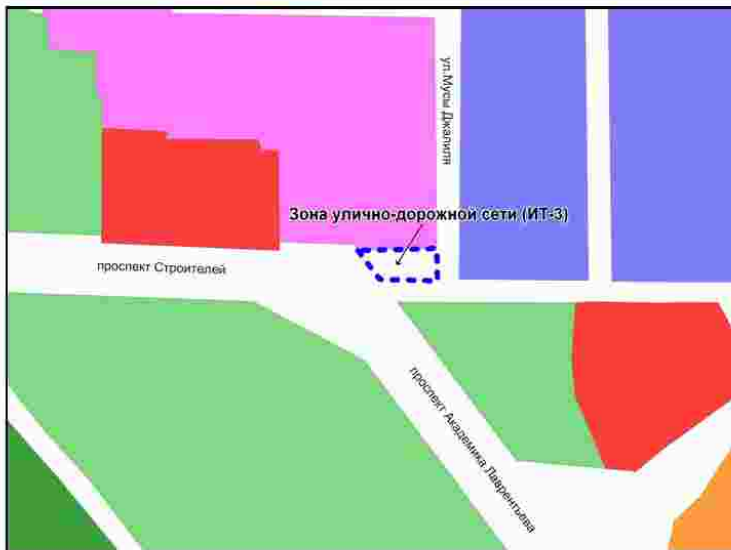 ул.Мусы Джалиля
Зона улично-дорожной сети (ИТ-3)
проспект Строителей
проспект Академика Лаврентьева